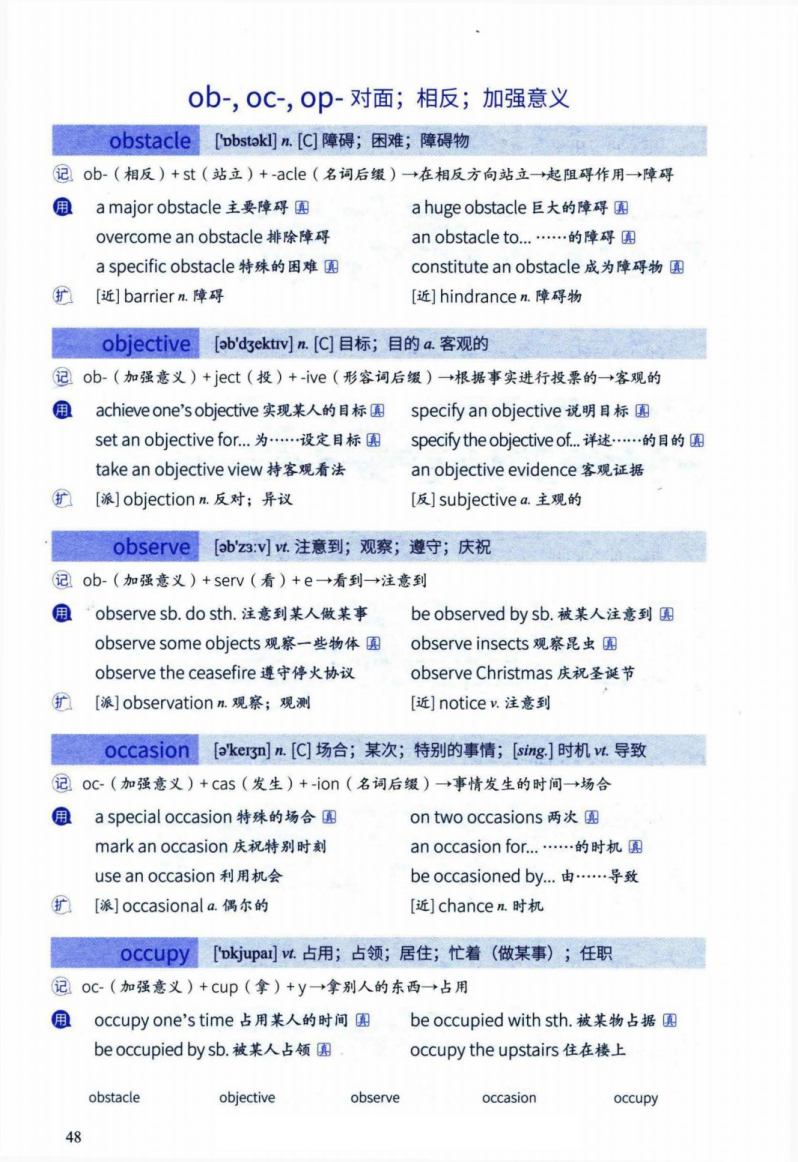 ob-, oc-, op- 对面；相反；加强意义
obstacle ['ɒbstəkl] n. [C] 障碍；困难；障碍物
记 ob-（相反）+ st（站立）+ -acle（名词后缀）→在相反方向站立→起阻碍作用→障碍
用 a major obstacle 主要障碍 真 a huge obstacle 巨大的障碍 真
overcome an obstacle 排除障碍 an obstacle to... ……的障碍 真
a specific obstacle 特殊的困难 真 constitute an obstacle 成为障碍物 真
扩 [近] barrier n. 障碍 [近] hindrance n. 障碍物
objective [əb'dʒektɪv] n. [C] 目标；目的 a. 客观的
记 ob-（加强意义）+ ject（投）+ -ive（形容词后缀）→根据事实进行投票的→客观的
用 achieve one's objective 实现某人的目标 真 specify an objective 说明目标 真
set an objective for... 为……设定目标 真 specify the objective of... 详述……的目的 真
take an objective view 持客观看法 an objective evidence 客观证据
扩 [派] objection n. 反对；异议 [反] subjective a. 主观的
observe [əb'zɜːv] vt. 注意到；观察；遵守；庆祝
记 ob-（加强意义）+ serv（看）+ e→看到→注意到
用 observe sb. do sth. 注意到某人做某事 be observed by sb. 被某人注意到 真
observe some objects 观察一些物体 真 observe insects 观察昆虫 真
observe the ceasefire 遵守停火协议 observe Christmas 庆祝圣诞节
扩 [派] observation n. 观察；观测 [近] notice v. 注意到
occasion [ə'keɪʒn] n. [C] 场合；某次；特别的事情；[sing.] 时机 vt. 导致
记 oc-（加强意义）+ cas（发生）+ -ion（名词后缀）→事情发生的时间→场合
用 a special occasion 特殊的场合 真 on two occasions 两次 真
mark an occasion 庆祝特别时刻 an occasion for... ……的时机 真
use an occasion 利用机会 be occasioned by... 由……导致
扩 [派] occasional a. 偶尔的 [近] chance n. 时机
occupy ['ɒkjupaɪ] vt. 占用；占领；居住；忙着（做某事）；任职
记 oc-（加强意义）+ cup（拿）+ y→拿别人的东西→占用
用 occupy one's time 占用某人的时间 真 be occupied with sth. 被某物占据 真
be occupied by sb. 被某人占领 真 occupy the upstairs 住在楼上
obstacle objective observe occasion occupy
48